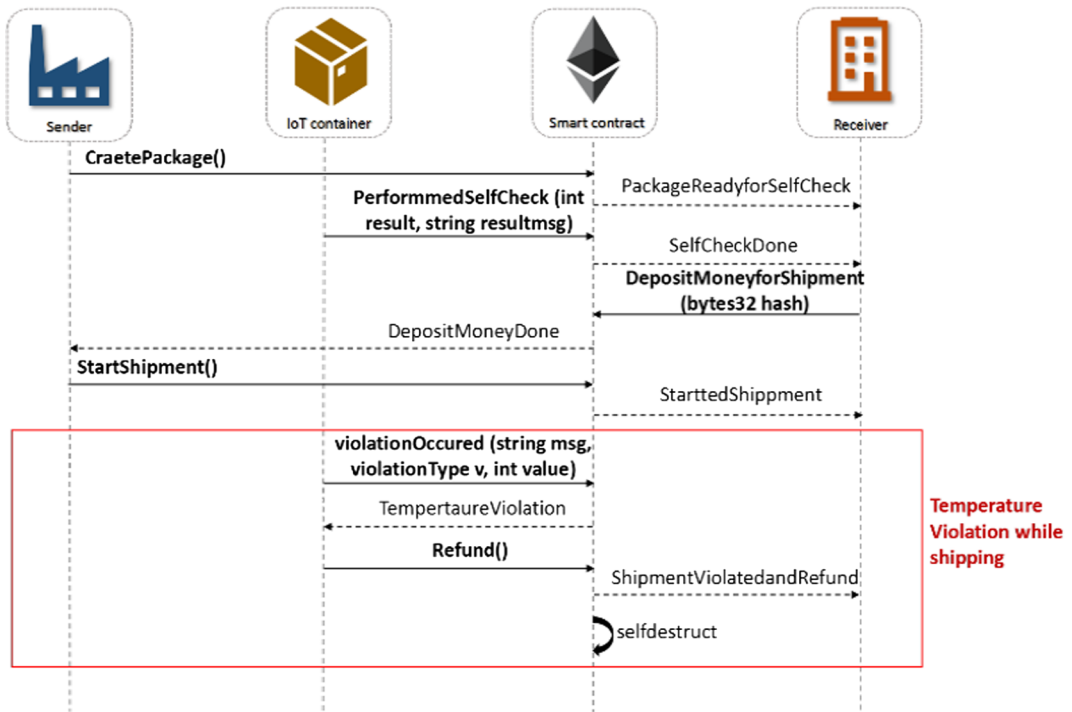 Sender
IoT container
Smart contract
Receiver
CraetePackage()
PackageReadyforSelfCheck
PerformmedSelfCheck (int
result, string resultmsg)
SelfCheckDone
DepositMoneyforShipment
(bytes32 hash)
DepositMoneyDone
StartShipment()
StarttedShippment
violationOccured (string msg,
violationType v, int value)
TempertaureViolation
Refund()
ShipmentViolatedandRefund
selfdestruct
Temperature
Violation while
shipping